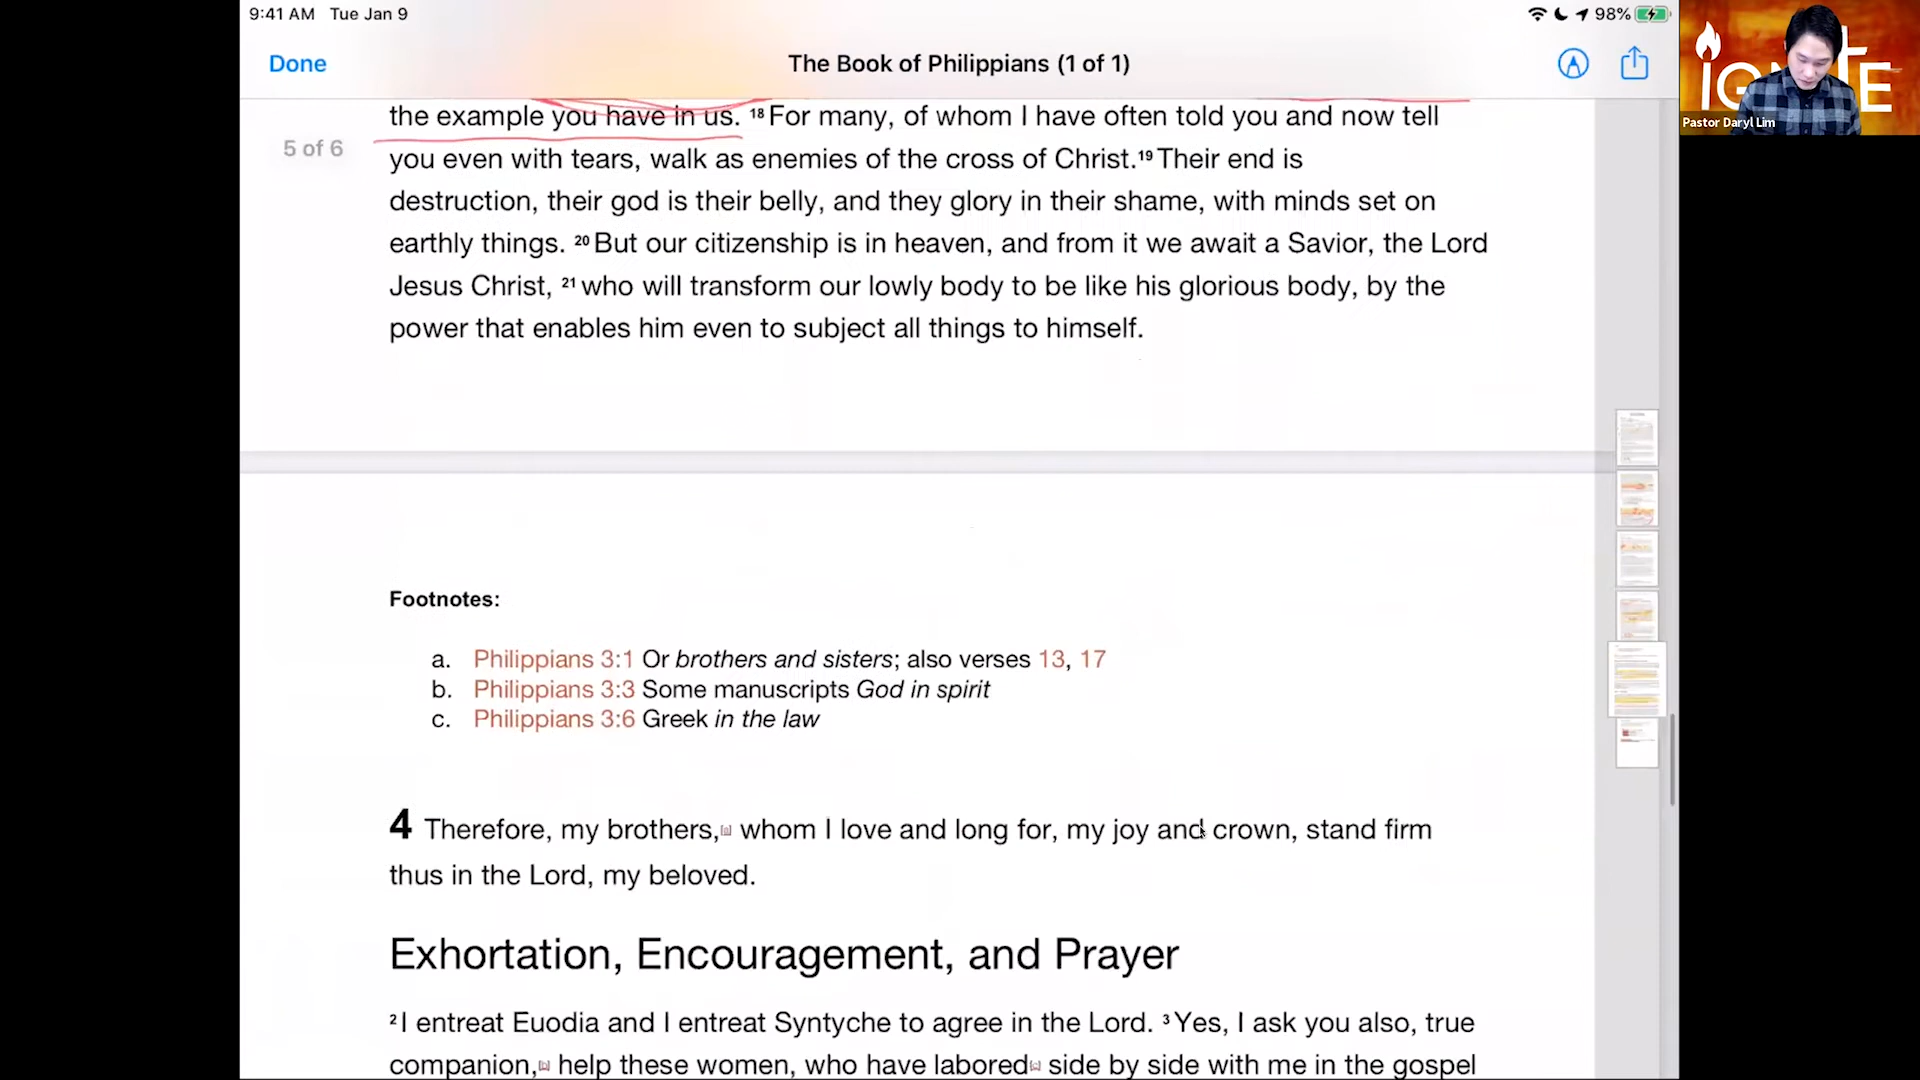 9:41 AM Tue Jan 9
98%
Done
The Book of Philippians (1 of 1)
Pastor Daryl Lim
5 of 6
the example you have in us. 18 For many, of whom I have often told you and now tell
you even with tears, walk as enemies of the cross of Christ.19 Their end is
destruction, their god is their belly, and they glory in their shame, with minds set on
earthly things. 20 But our citizenship is in heaven, and from it we await a Savior, the Lord
Jesus Christ, 21 who will transform our lowly body to be like his glorious body, by the
power that enables him even to subject all things to himself.
Footnotes:
a. Philippians 3:1 Or brothers and sisters; also verses 13, 17
b. Philippians 3:3 Some manuscripts God in spirit
c. Philippians 3:6 Greek in the law
4 Therefore, my brothers,[a] whom I love and long for, my joy and crown, stand firm
thus in the Lord, my beloved.
Exhortation, Encouragement, and Prayer
2 I entreat Euodia and I entreat Syntyche to agree in the Lord. 3 Yes, I ask you also, true
companion,[b] help these women, who have labored[c] side by side with me in the gospel